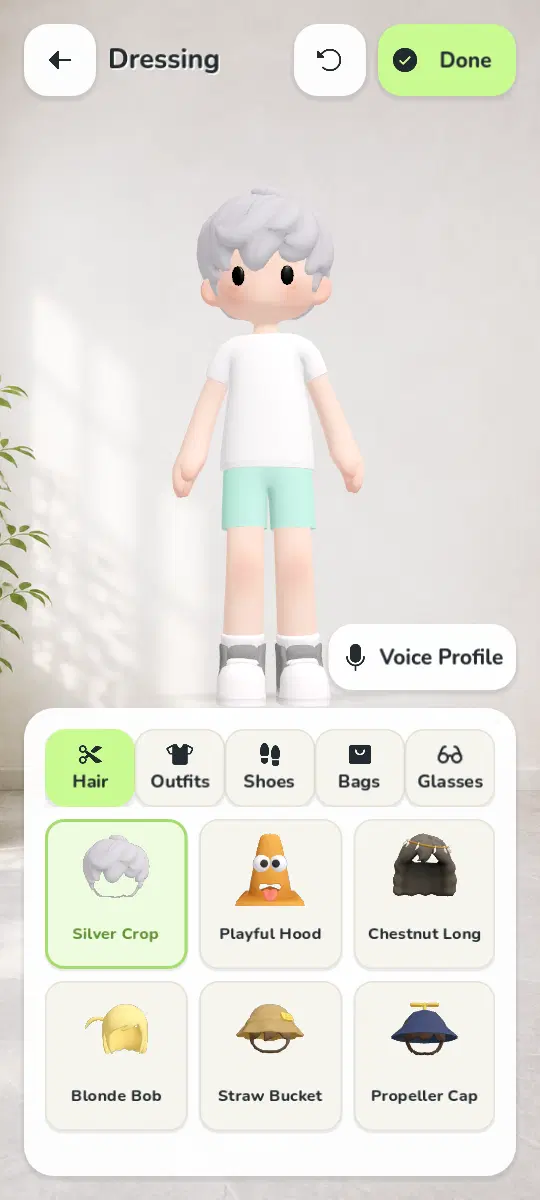 Dressing
Done
Voice Profile
Hair
Outfits
Shoes
Bags
Glasses
Silver Crop
Playful Hood
Chestnut Long
Blonde Bob
Straw Bucket
Propeller Cap